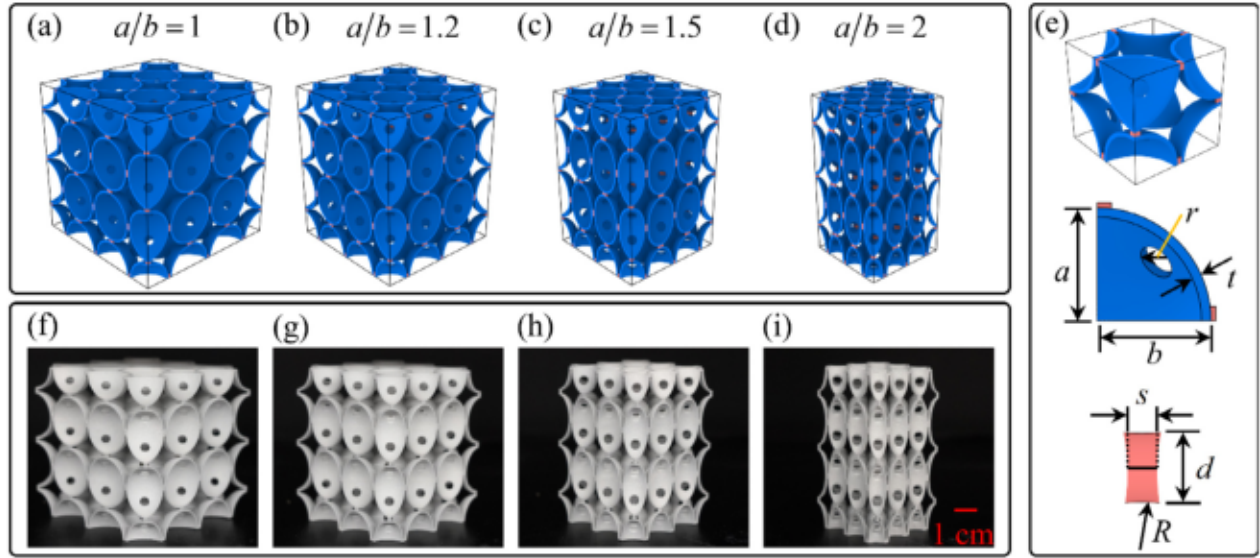 (a) a/b = 1
(b) a/b = 1.2
(c) a/b = 1.5
(d) a/b = 2
(e)
r
a
t
b
s
d
R
(f)
(g)
(h)
(i)
1 cm